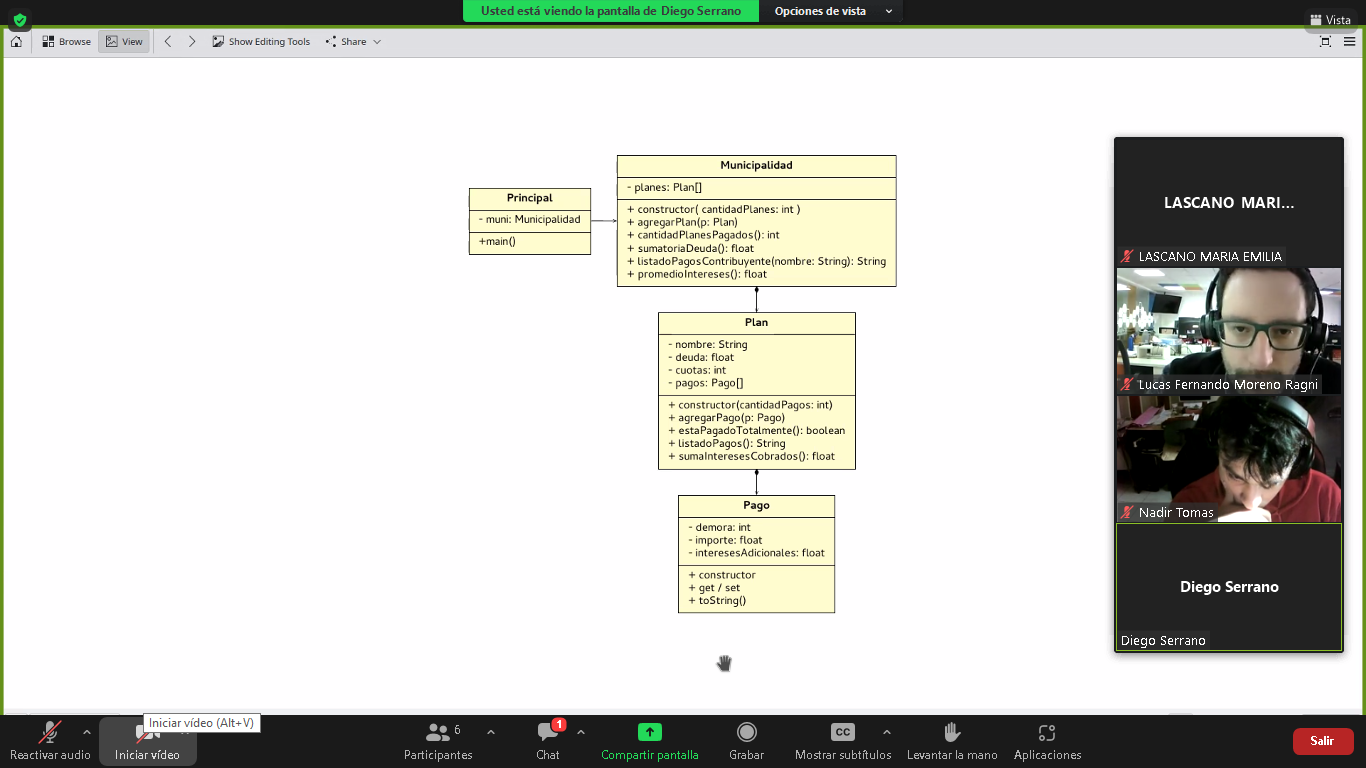 Usted está viendo la pantalla de Diego Serrano
Opciones de vista
Vista
Browse
View
Show Editing Tools
Share
Principal
- muni: Municipalidad
+main()
Municipalidad
- planes: Plan[]
+ constructor( cantidadPlanes: int )
+ agregarPlan(p: Plan)
+ cantidadPlanesPagados(): int
+ sumatoriaDeuda(): float
+ listadoPagosContribuyente(nombre: String): String
+ promedioIntereses(): float
Plan
- nombre: String
- deuda: float
- cuotas: int
- pagos: Pago[]
+ constructor(cantidadPagos: int)
+ agregarPago(p: Pago)
+ estaPagadoTotalmente(): boolean
+ listadoPagos(): String
+ sumaInteresesCobrados(): float
Pago
- demora: int
- importe: float
- interesesAdicionales: float
+ constructor
+ get / set
+ toString()
LASCANO MARI...
LASCANO MARIA EMILIA
Lucas Fernando Moreno Ragni
Nadir Tomas
Diego Serrano
Diego Serrano
Iniciar vídeo (Alt+V)
Reactivar audio
Iniciar vídeo
6
Participantes
1
Chat
Compartir pantalla
Grabar
CC
Mostrar subtítulos
Levantar la mano
Aplicaciones
Salir